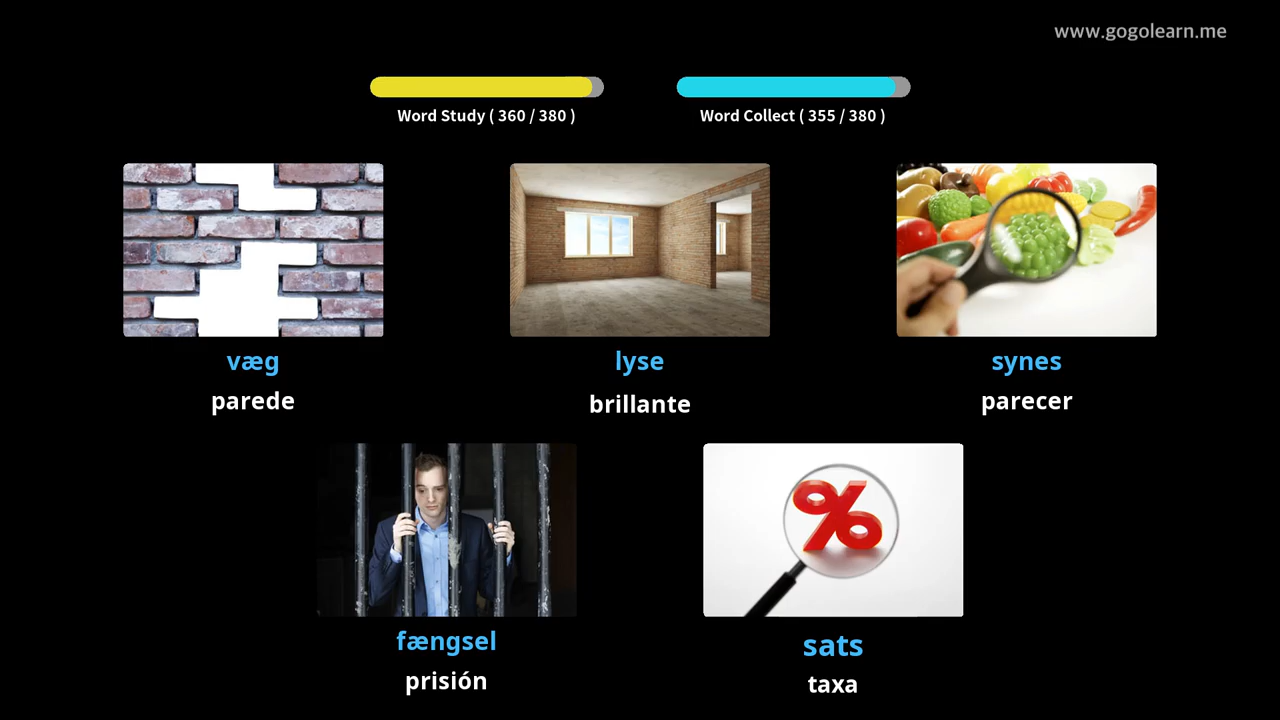 www.gogolearn.me
Word Study ( 360 / 380 )
Word Collect ( 355 / 380 )
væg
parede
lyse
brillante
synes
parecer
fængsel
prisión
%
sats
taxa